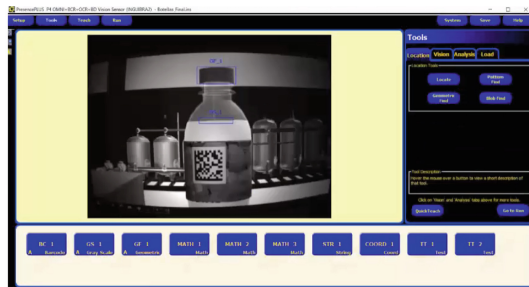 PresencePLUS P4 OMNI+BCR+OCR+BD Vision Sensor (INGUBIRA2) - Botellas_Final.ins
Setup Tools Teach Run System Save Help
Tools
Location Vision Analysis Load
Location Tools
Locate Pattern Find
Geometric Find Blob Find
GF_1
Tool Description
Hover the mouse over a button to view a short description of that tool.
Click on Vision and Analysis tabs above for more tools.
QuickTeach Go to Run
BC 1 GS 1 GF 1 MATH 1 MATH 2 MATH 3 STR 1 COORD 1 TT 1 TT 2
A Barcode A Gray Scale A Geometric Math Math Math String Coord Test Test